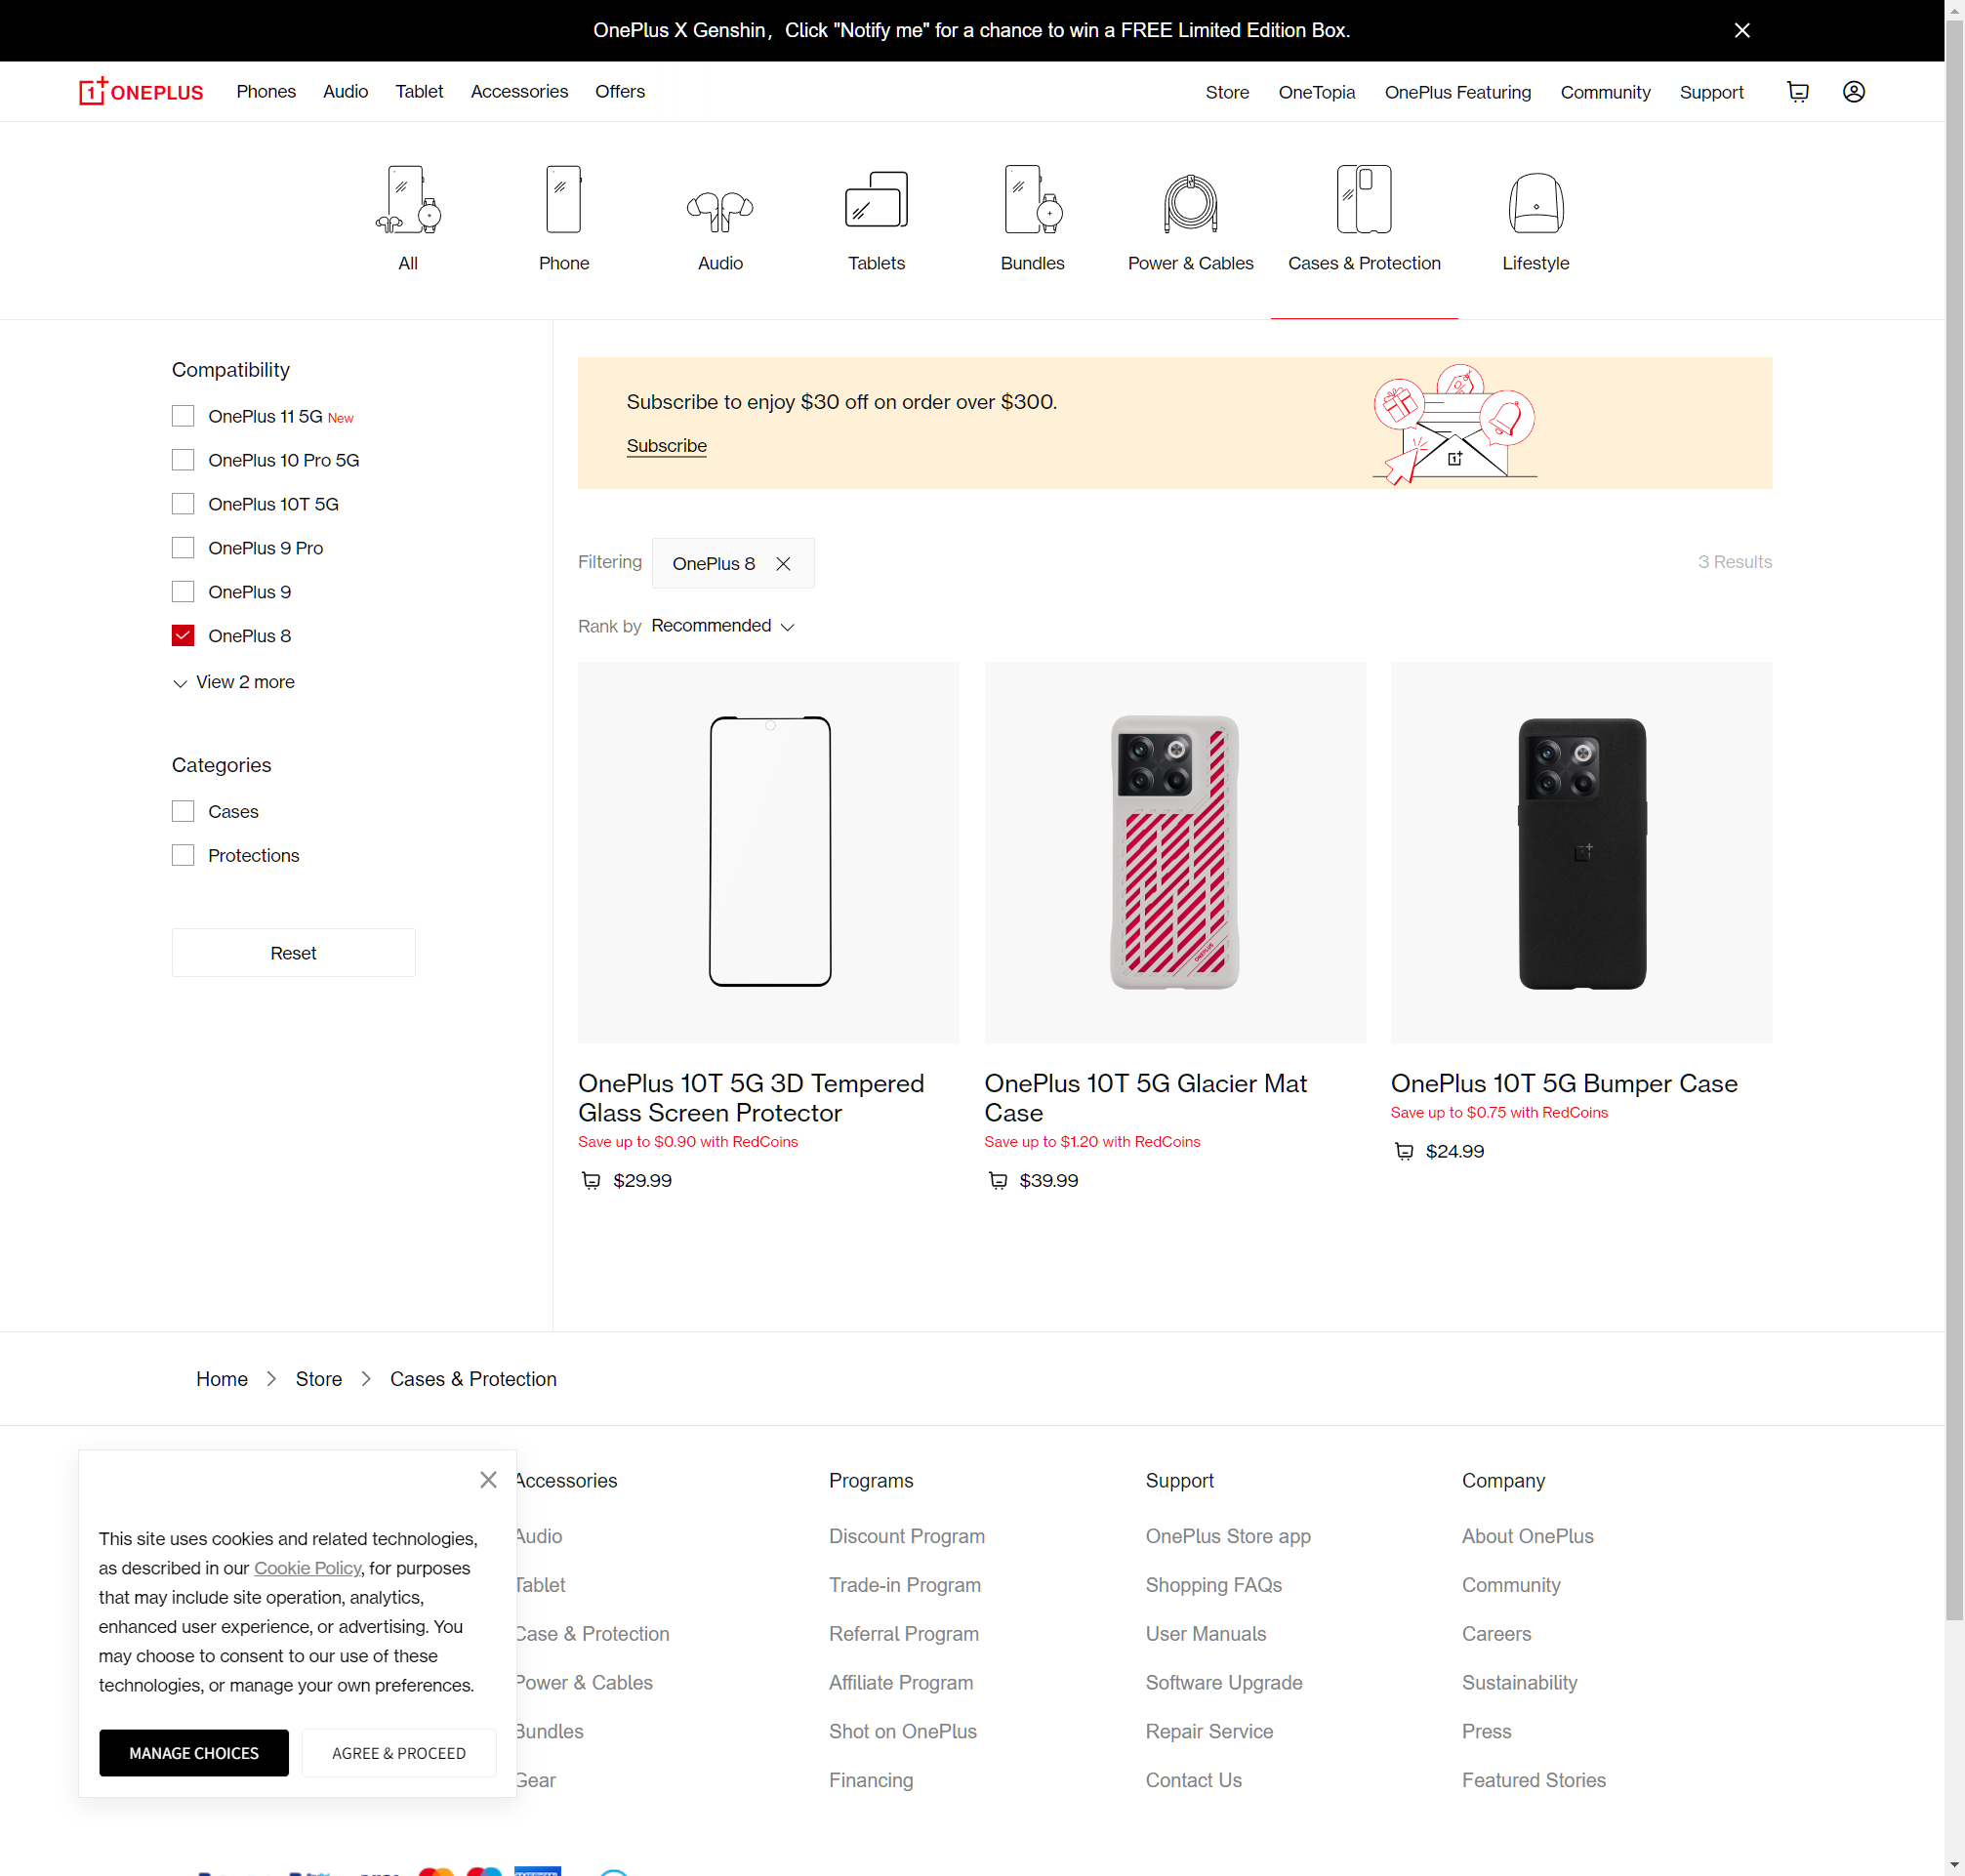 OnePlus X Genshin, Click "Notify me" for a chance to win a FREE Limited Edition Box.
ONEPLUS Phones Audio Tablet Accessories Offers Store OneTopia OnePlus Featuring Community Support
All Phone Audio Tablets Bundles Power & Cables Cases & Protection Lifestyle
Compatibility
OnePlus 11 5G New
OnePlus 10 Pro 5G
OnePlus 10T 5G
OnePlus 9 Pro
OnePlus 9
OnePlus 8
View 2 more
Categories
Cases
Protections
Reset
Subscribe to enjoy $30 off on order over $300.
Subscribe
Filtering OnePlus 8 3 Results
Rank by Recommended
OnePlus 10T 5G 3D Tempered
Glass Screen Protector
Save up to $0.90 with RedCoins
$29.99
OnePlus 10T 5G Glacier Mat
Case
Save up to $1.20 with RedCoins
$39.99
OnePlus 10T 5G Bumper Case
Save up to $0.75 with RedCoins
$24.99
Home Store Cases & Protection
This site uses cookies and related technologies,
as described in our Cookie Policy, for purposes
that may include site operation, analytics,
enhanced user experience, or advertising. You
may choose to consent to our use of these
technologies, or manage your own preferences.
MANAGE CHOICES AGREE & PROCEED
Accessories
Audio
Tablet
Case & Protection
Power & Cables
Bundles
Gear
Programs
Discount Program
Trade-in Program
Referral Program
Affiliate Program
Shot on OnePlus
Financing
Support
OnePlus Store app
Shopping FAQs
User Manuals
Software Upgrade
Repair Service
Contact Us
Company
About OnePlus
Community
Careers
Sustainability
Press
Featured Stories